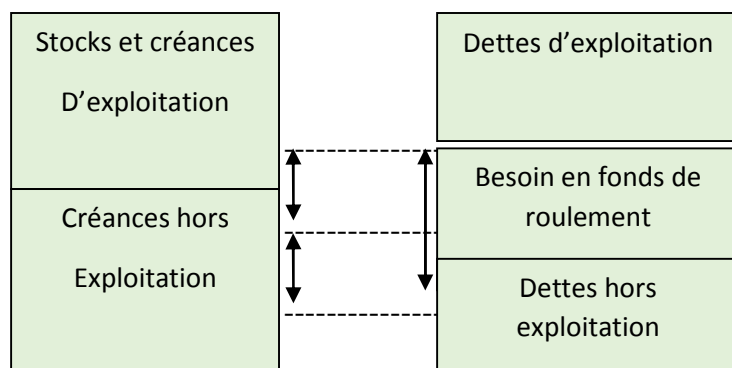 Stocks et créances
D’exploitation
Créances hors
Exploitation
Dettes d’exploitation
Besoin en fonds de
roulement
Dettes hors
exploitation